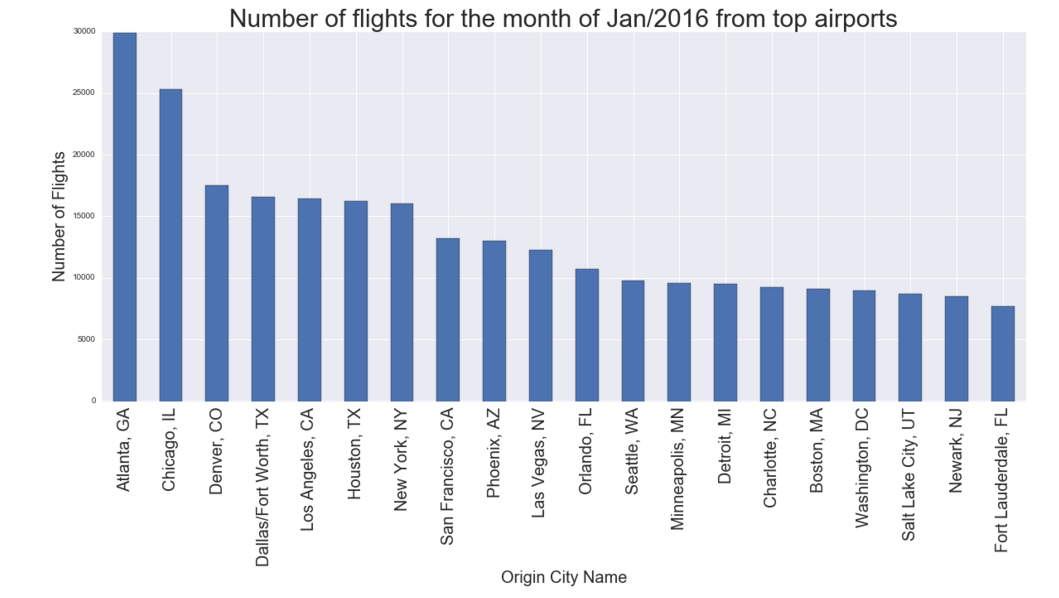 Number of flights for the month of Jan/2016 from top airports
30000
25000
20000
15000
10000
5000
0
Number of Flights
Atlanta, GA
Chicago, IL
Denver, CO
Dallas/Fort Worth, TX
Los Angeles, CA
Houston, TX
New York, NY
San Francisco, CA
Phoenix, AZ
Las Vegas, NV
Orlando, FL
Seattle, WA
Minneapolis, MN
Detroit, MI
Charlotte, NC
Boston, MA
Washington, DC
Salt Lake City, UT
Newark, NJ
Fort Lauderdale, FL
Origin City Name